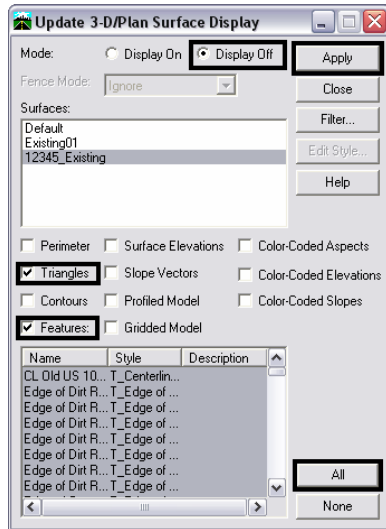 Update 3-D/Plan Surface Display
Mode: Display On Display Off Apply
Fence Mode: Ignore Close
Surfaces: Filter...
Default
Existing01
12345_Existing
Edit Style...
Help
Perimeter Surface Elevations Color-Coded Aspects
Triangles Slope Vectors Color-Coded Elevations
Contours Profiled Model Color-Coded Slopes
Features: Gridded Model
Name Style Description
CL Old US 10... T_Centerlin...
Edge of Dirt R... T_Edge of ...
Edge of Dirt R... T_Edge of ...
Edge of Dirt R... T_Edge of ...
Edge of Dirt R... T_Edge of ...
Edge of Dirt R... T_Edge of ...
Edge of Dirt R... T_Edge of ...
Edge of Dirt R... T_Edge of ...
All
None